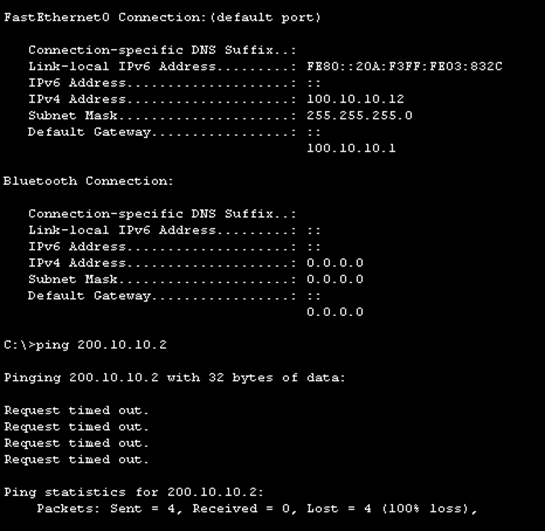 FastEthernet0 Connection:(default port)
Connection-specific DNS Suffix..:
Link-local IPv6 Address.........: FE80::20A:F3FF:FE03:832C
IPv6 Address....................: ::
IPv4 Address....................: 100.10.10.12
Subnet Mask.....................: 255.255.255.0
Default Gateway.................: ::
100.10.10.1
Bluetooth Connection:
Connection-specific DNS Suffix..:
Link-local IPv6 Address.........: ::
IPv6 Address....................: ::
IPv4 Address....................: 0.0.0.0
Subnet Mask.....................: 0.0.0.0
Default Gateway.................: ::
0.0.0.0
C:\>ping 200.10.10.2
Pinging 200.10.10.2 with 32 bytes of data:
Request timed out.
Request timed out.
Request timed out.
Request timed out.
Ping statistics for 200.10.10.2:
Packets: Sent = 4, Received = 0, Lost = 4 (100% loss),